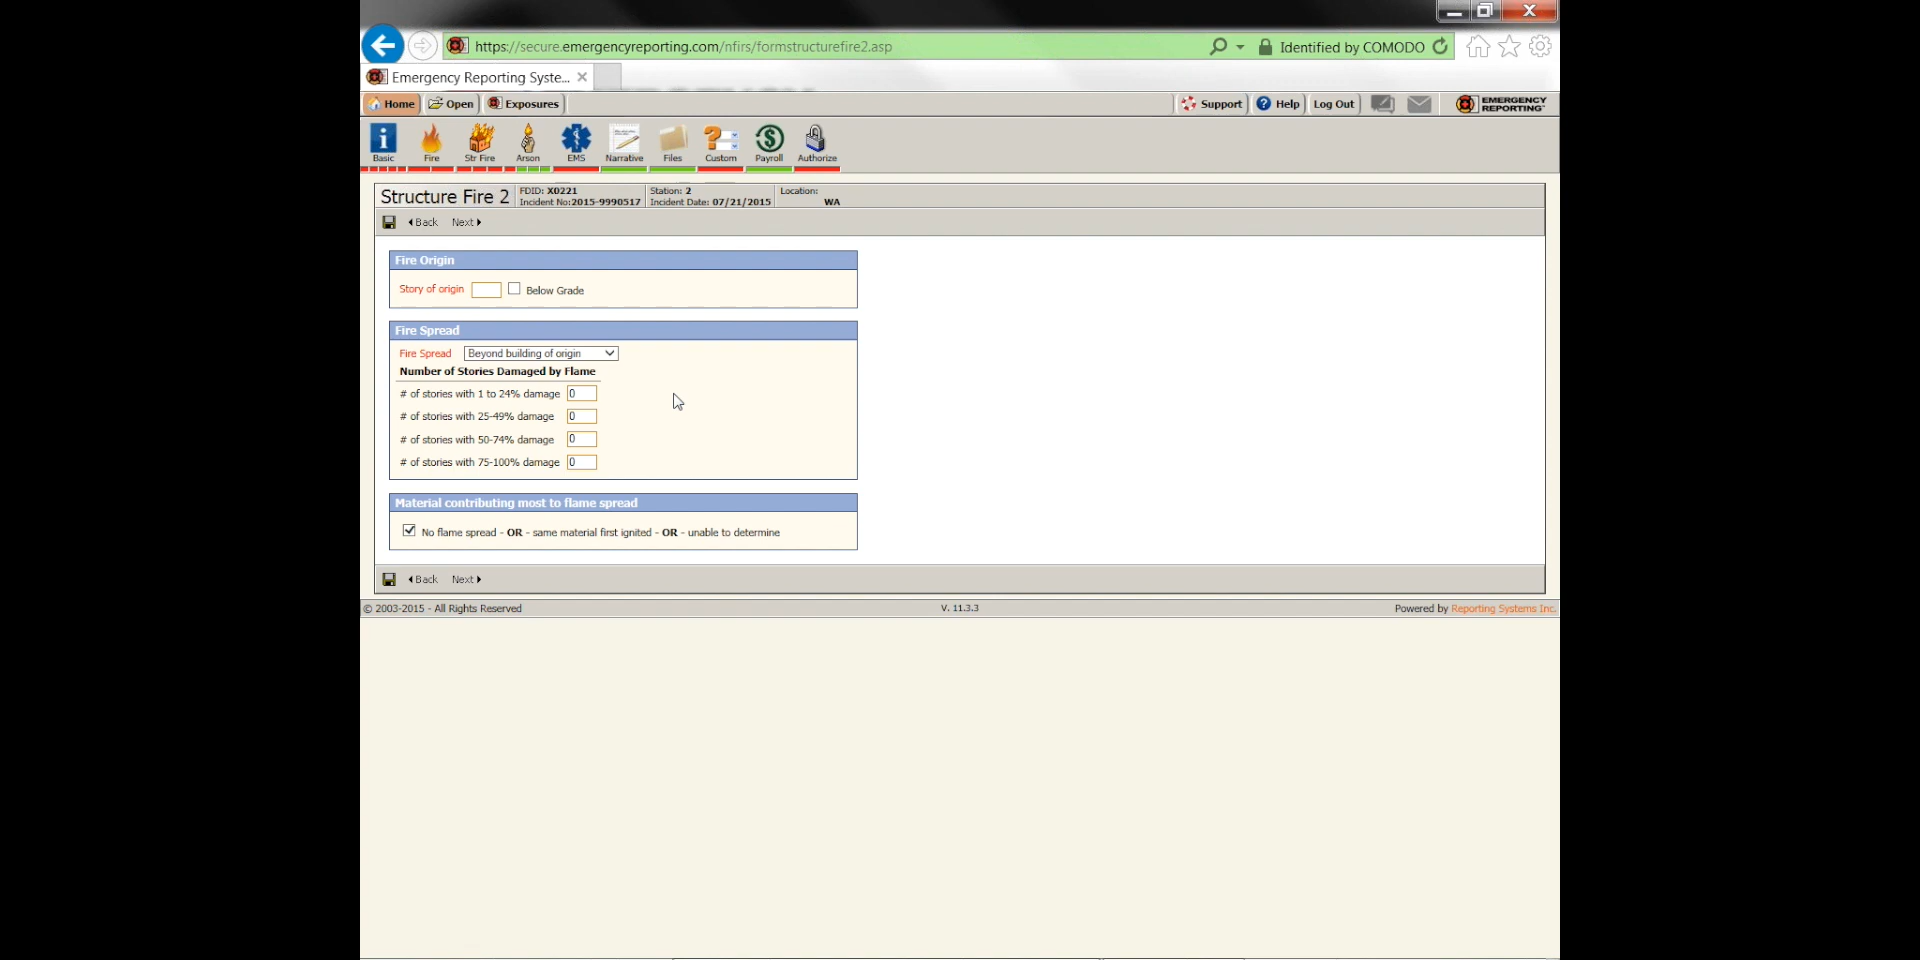 https://secure.emergencyreporting.com/nfirs/formstructurefire2.asp Identified by COMODO
Emergency Reporting Syste...
Home Open Exposures Support Help Log Out EMERGENCY REPORTING
Basic Fire Str Fire Arson EMS Narrative Files Custom Payroll Authorize
Structure Fire 2 FDID: X0221 Station: 2 Location:
Incident No:2015-9990517 Incident Date: 07/21/2015 WA
Back Next
Fire Origin
Story of origin Below Grade
Fire Spread
Fire Spread Beyond building of origin
Number of Stories Damaged by Flame
# of stories with 1 to 24% damage 0
# of stories with 25-49% damage 0
# of stories with 50-74% damage 0
# of stories with 75-100% damage 0
Material contributing most to flame spread
No flame spread - OR - same material first ignited - OR - unable to determine
Back Next
© 2003-2015 - All Rights Reserved V. 11.3.3 Powered by Reporting Systems Inc.